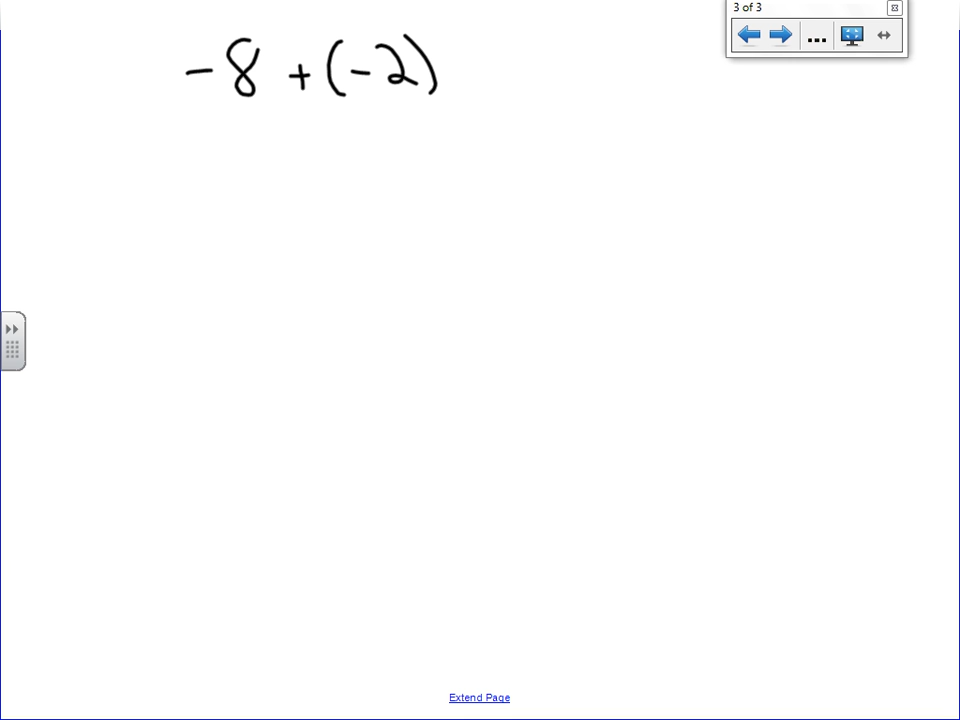 3 of 3
-8 + (-2)
Extend Page